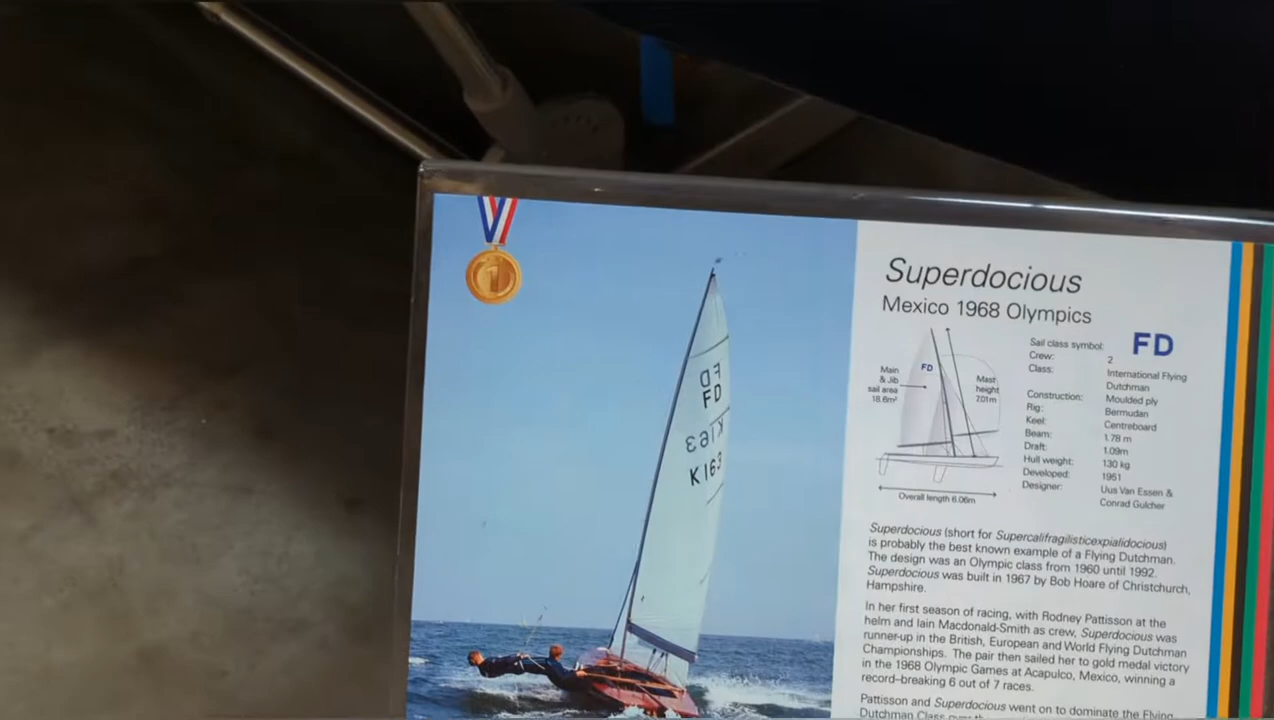 1
FD
FD
K163
K163
Superdocious
Mexico 1968 Olympics
Main
& Jib
sail area
18.6m²
FD
Mast
height
7.01m
Overall length 6.06m
Sail class symbol: FD
Crew: 2
Class: International Flying
Dutchman
Construction: Moulded ply
Rig: Bermudan
Keel: Centreboard
Beam: 1.78 m
Draft: 1.09m
Hull weight: 130 kg
Developed: 1951
Designer: Uus Van Essen &
Conrad Gulcher
Superdocious (short for Supercalifragilisticexpialidocious)
is probably the best known example of a Flying Dutchman.
The design was an Olympic class from 1960 until 1992.
Superdocious was built in 1967 by Bob Hoare of Christchurch,
Hampshire.
In her first season of racing, with Rodney Pattisson at the
helm and Iain Macdonald-Smith as crew, Superdocious was
runner-up in the British, European and World Flying Dutchman
Championships. The pair then sailed her to gold medal victory
in the 1968 Olympic Games at Acapulco, Mexico, winning a
record–breaking 6 out of 7 races.
Pattisson and Superdocious went on to dominate the Flying
Dutchman Class over the